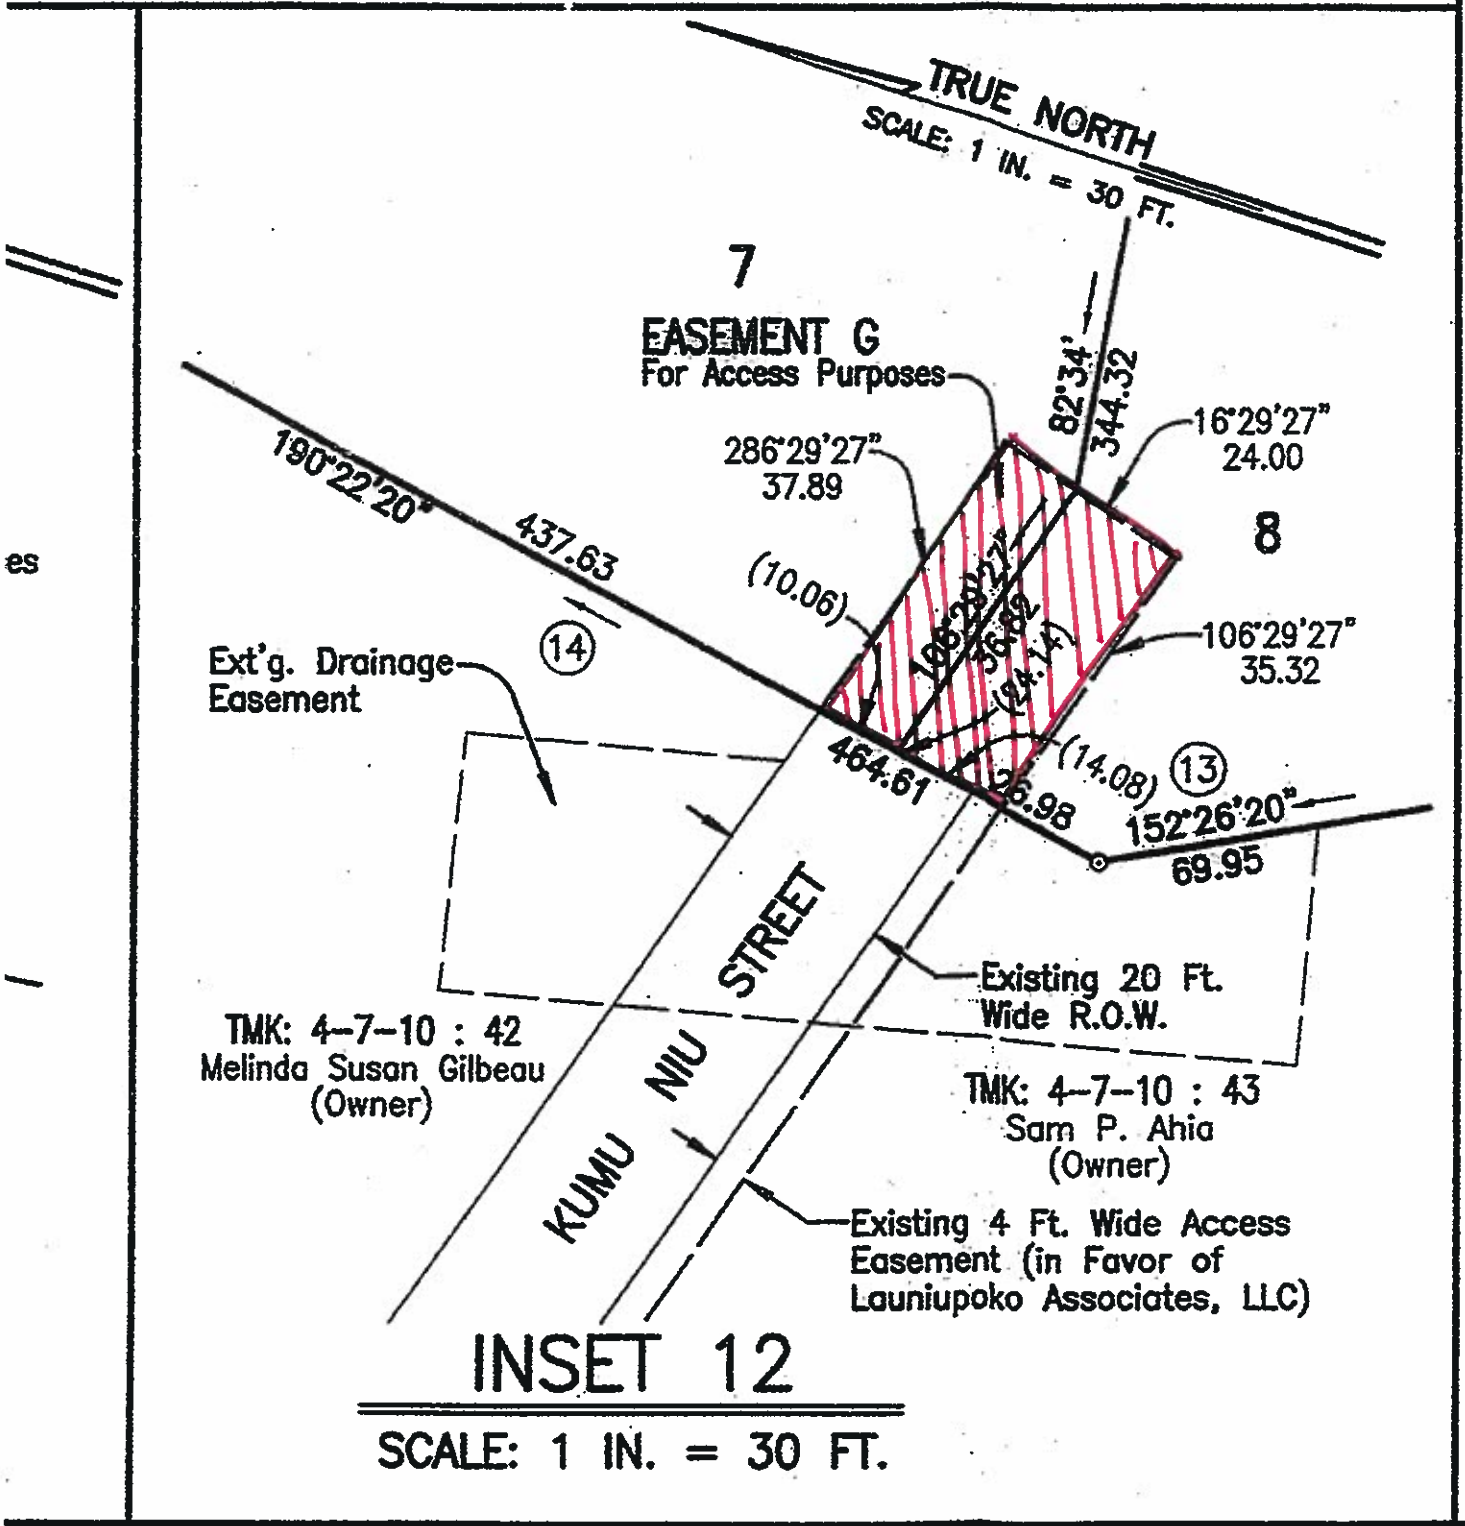 TRUE NORTH
SCALE: 1 IN. = 30 FT.
7
EASEMENT G
For Access Purposes
82°34'
344.32
16°29'27"
24.00
286°29'27"
37.89
8
190°22'20"
437.63
es
(10.06)
106°29'27"
36.82
(24.14)
106°29'27"
35.32
14
Ext'g. Drainage
Easement
464.61
26.98
(14.08)
13
152°26'20"
69.95
KUMU NIU STREET
Existing 20 Ft.
Wide R.O.W.
TMK: 4-7-10 : 42
Melinda Susan Gilbeau
(Owner)
TMK: 4-7-10 : 43
Sam P. Ahia
(Owner)
Existing 4 Ft. Wide Access
Easement (in Favor of
Launiupoko Associates, LLC)
INSET 12
SCALE: 1 IN. = 30 FT.